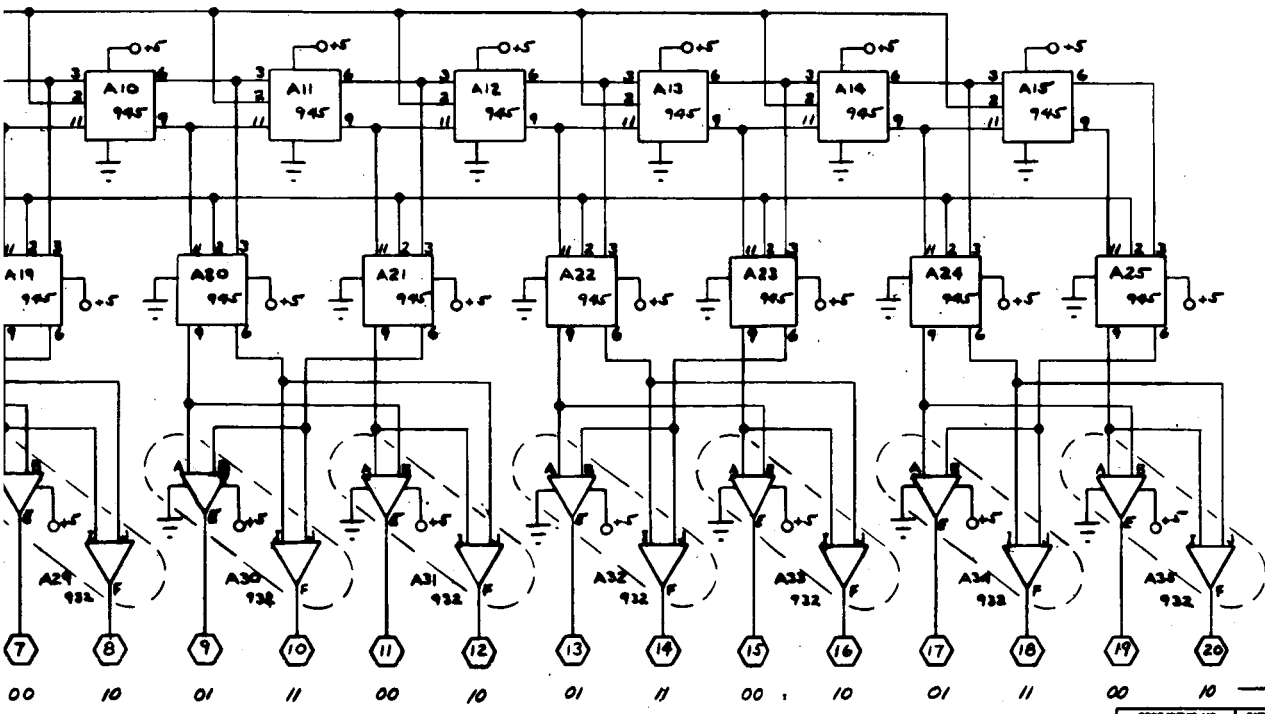 +5 +5 +5 +5 +5 +5
3 A10 6 3 A11 6 3 A12 6 3 A13 6 3 A14 6 3 A15 6
2 2 2 2 2 2
945 945 945 945 945 945
11 9 11 9 11 9 11 9 11 9 11 9
11 2 3 11 2 3 11 2 3 11 2 3 11 2 3 11 2 3 11 2 3
A19 A20 A21 A22 A23 A24 A25
945 945 945 945 945 945 945
+5 +5 +5 +5 +5 +5 +5
9 6 9 6 9 6 9 6 9 6 9 6 9 6
B A B A B A B A B A B A B
E +5 E +5 E +5 E +5 E +5 E +5 E +5
A29 A30 A31 A32 A33 A34 A35
932 932 932 932 932 932 932
F F F F F F F
7 8 9 10 11 12 13 14 15 16 17 18 19 20
00 10 01 11 00 10 01 11 00 10 01 11 00 10